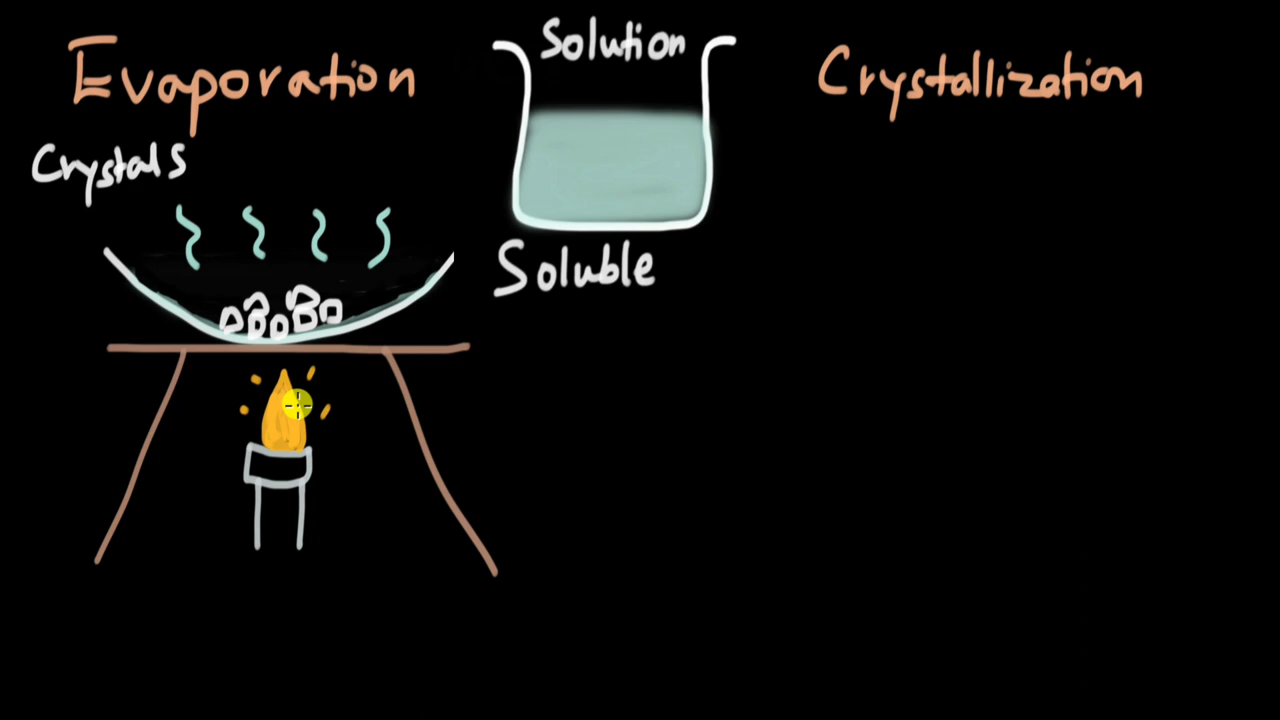 Evaporation
Crystals
Solution
Soluble
Crystallization